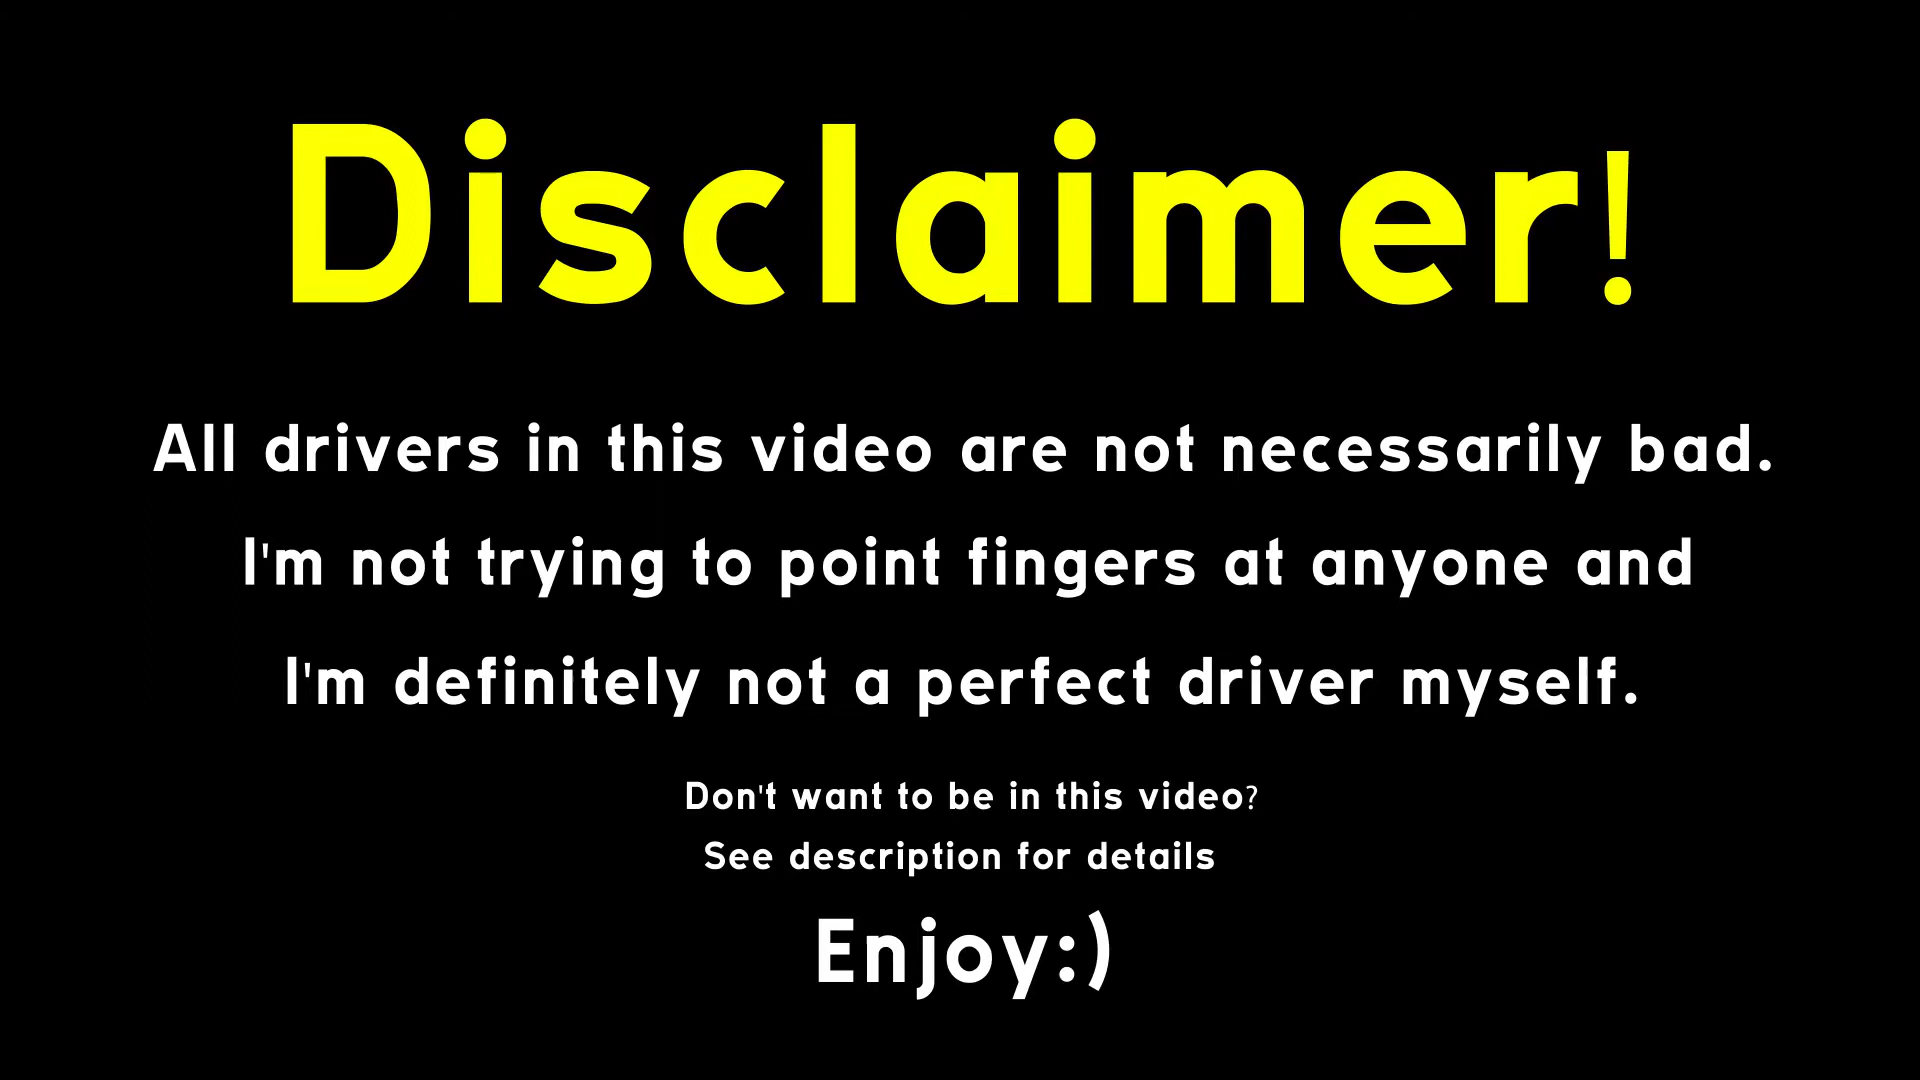 Disclaimer!
All drivers in this video are not necessarily bad.
I'm not trying to point fingers at anyone and
I'm definitely not a perfect driver myself.
Don't want to be in this video?
See description for details
Enjoy:)